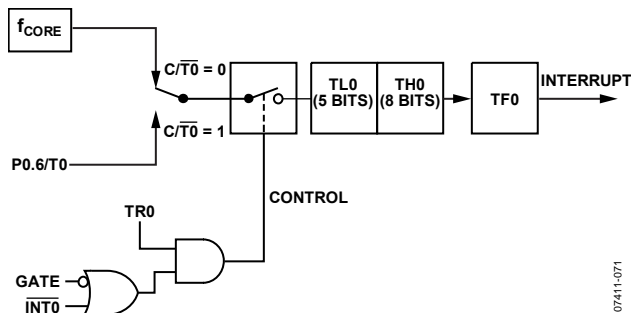 fCORE
C/T0̅ = 0
C/T0̅ = 1
P0.6/T0
TL0
(5 BITS)
TH0
(8 BITS)
TF0
INTERRUPT
CONTROL
TR0
GATE
I̅N̅T̅0̅
07411-071